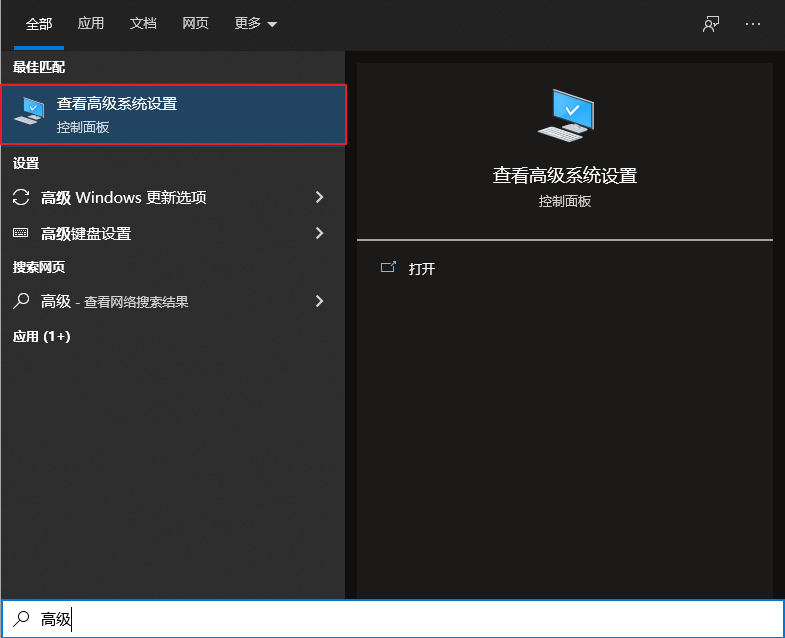 全部 应用 文档 网页 更多
最佳匹配
查看高级系统设置
控制面板
设置
高级 Windows 更新选项
高级键盘设置
搜索网页
高级 - 查看网络搜索结果
应用 (1+)
查看高级系统设置
控制面板
打开
高级